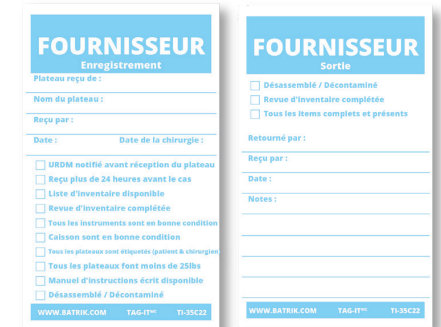 FOURNISSEUR
Enregistrement
Plateau reçu de :
Nom du plateau :
Reçu par :
Date : Date de la chirurgie :
URDM notifié avant réception du plateau
Reçu plus de 24 heures avant le cas
Liste d'inventaire disponible
Revue d'inventaire complétée
Tous les instruments sont en bonne condition
Caisson sont en bonne condition
Tous les plateaux sont étiquetés (patient & chirurgien)
Tous les plateaux font moins de 25lbs
Manuel d'instructions écrit disponible
Désassemblé / Décontaminé
WWW.BATRIK.COM TAG-IT™ TI-35C22
FOURNISSEUR
Sortie
Désassemblé / Décontaminé
Revue d'inventaire complétée
Tous les items complets et présents
Retourné par :
Reçu par :
Date :
Notes :
WWW.BATRIK.COM TAG-IT™ TI-35C22